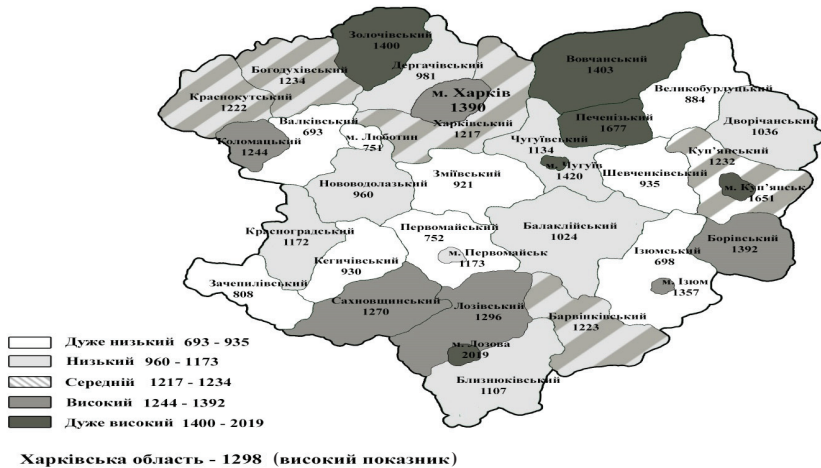 Золочівський
1400
Дергачівський
981
Богодухівський
1234
Краснокутський
1222
Вовчанський
1403
Великобурлуцький
884
м. Харків
1390
Харківський
1217
Валківський
693
м. Люботин
751
Коломацький
1244
Печенізький
1677
Дворічанський
1036
Чугуївський
1134
м. Чугуїв
1420
Куп'янський
1232
Шевченківський
935
м. Куп'янськ
1651
Зміївський
921
Нововодолазький
960
Красноградський
1172
Первомайський
752
м. Первомайськ
1173
Балаклійський
1024
Ізюмський
698
м. Ізюм
1357
Борівський
1392
Кегичівський
930
Зачепилівський
808
Сахновщинський
1270
Лозівський
1296
Барвінківський
1223
м. Лозова
2019
Близнюківський
1107
Дуже низький 693 - 935
Низький 960 - 1173
Середній 1217 - 1234
Високий 1244 - 1392
Дуже високий 1400 - 2019
Харківська область - 1298 (високий показник)